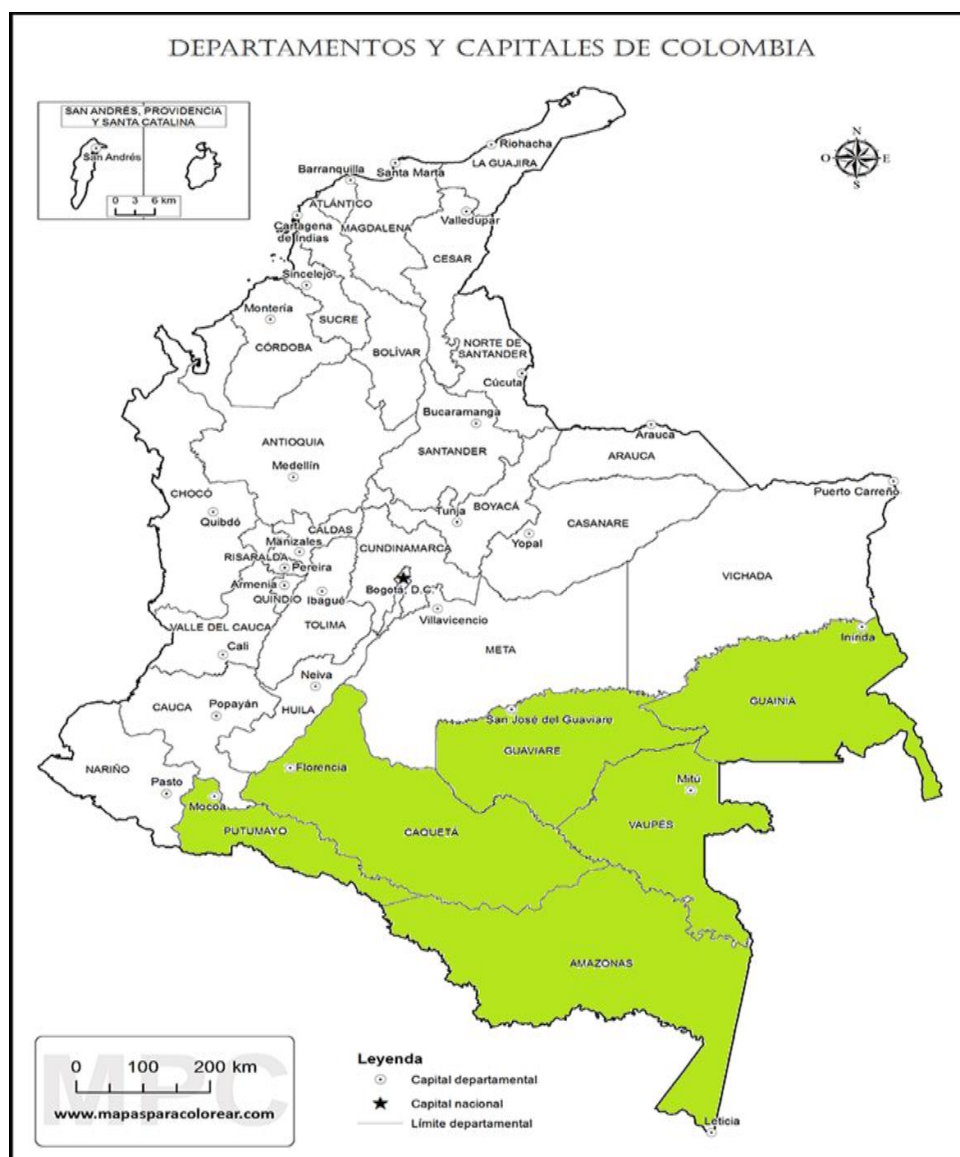 DEPARTAMENTOS Y CAPITALES DE COLOMBIA
SAN ANDRÉS, PROVIDENCIA
Y SANTA CATALINA
San Andrés
0 3 6 km
N
O
E
S
Riohacha
LA GUAJIRA
Santa Marta
Barranquilla
ATLÁNTICO
Cartagena
de Indias
MAGDALENA
Valledupar
CESAR
Sincelejo
Montería
SUCRE
CÓRDOBA
BOLÍVAR
NORTE DE
SANTANDER
Cúcuta
Bucaramanga
SANTANDER
ANTIOQUIA
Medellín
Arauca
ARAUCA
Puerto Carreño
CHOCÓ
Quibdó
BOYACÁ
Tunja
CASANARE
Yopal
CALDAS
Manizales
RISARALDA
Pereira
CUNDINAMARCA
Bogotá, D.C.
Armenia
QUINDÍO
Ibagué
TOLIMA
Villavicencio
VICHADA
VALLE DEL CAUCA
Cali
META
Inírida
Neiva
HUILA
CAUCA
Popayán
San José del Guaviare
GUAINÍA
GUAVIARE
NARIÑO
Pasto
Florencia
Mocoa
PUTUMAYO
CAQUETÁ
Mitú
VAUPÉS
AMAZONAS
Leticia
MPC
0 100 200 km
www.mapasparacolorear.com
Leyenda
Capital departamental
Capital nacional
Límite departamental